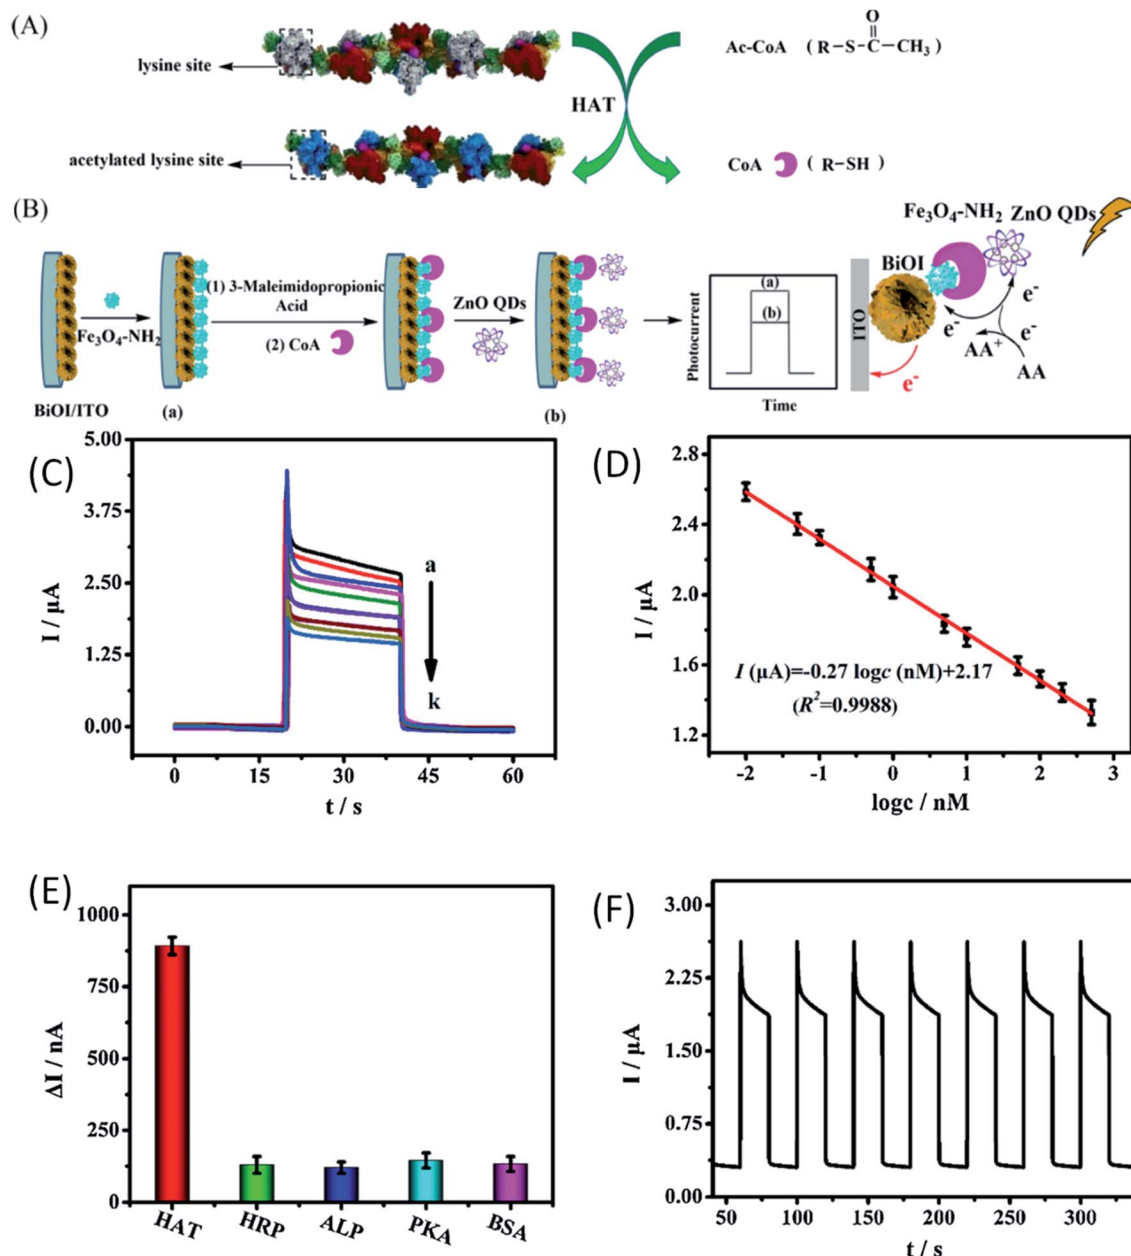 (A)
lysine site
acetylated lysine site
HAT
Ac-CoA ( R–S–C–CH3 )
O
CoA ( R–SH )
(B)
Fe3O4-NH2
BiOI/ITO
(a)
(1) 3-Maleimidopropionic
Acid
(2) CoA
ZnO QDs
(b)
Photocurrent
(a)
(b)
Time
Fe3O4-NH2
ZnO QDs
BiOI
ITO
e-
e-
e-
e-
AA+
AA
(C)
5.00
3.75
2.50
1.25
0.00
I / μA
a
k
0 15 30 45 60
t / s
(D)
2.8
2.4
2.0
1.6
1.2
I / μA
I (μA)=-0.27 logc (nM)+2.17
(R2=0.9988)
-2 -1 0 1 2 3
logc / nM
(E)
1000
750
500
250
0
ΔI / nA
HAT HRP ALP PKA BSA
(F)
3.00
2.25
1.50
0.75
0.00
I / μA
50 100 150 200 250 300
t / s